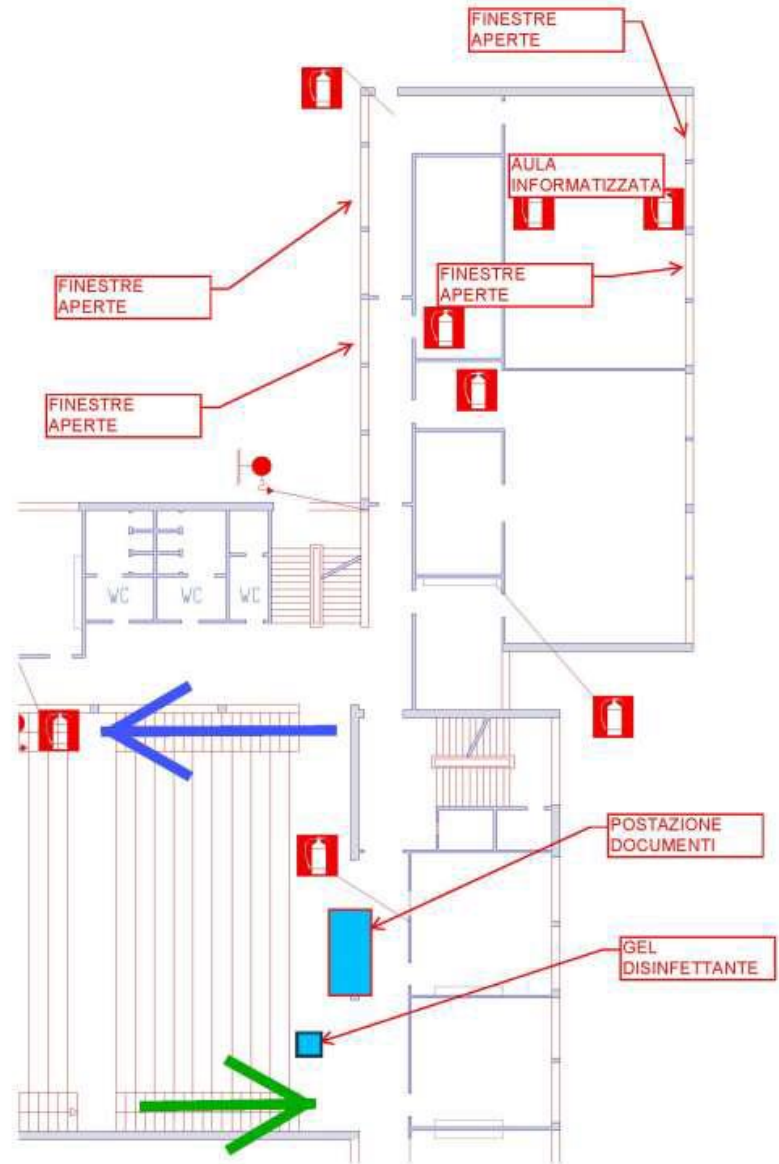 FINESTRE
APERTE
AULA
INFORMATIZZATA
FINESTRE
APERTE
FINESTRE
APERTE
FINESTRE
APERTE
WC
WC
WC
POSTAZIONE
DOCUMENTI
GEL
DISINFETTANTE